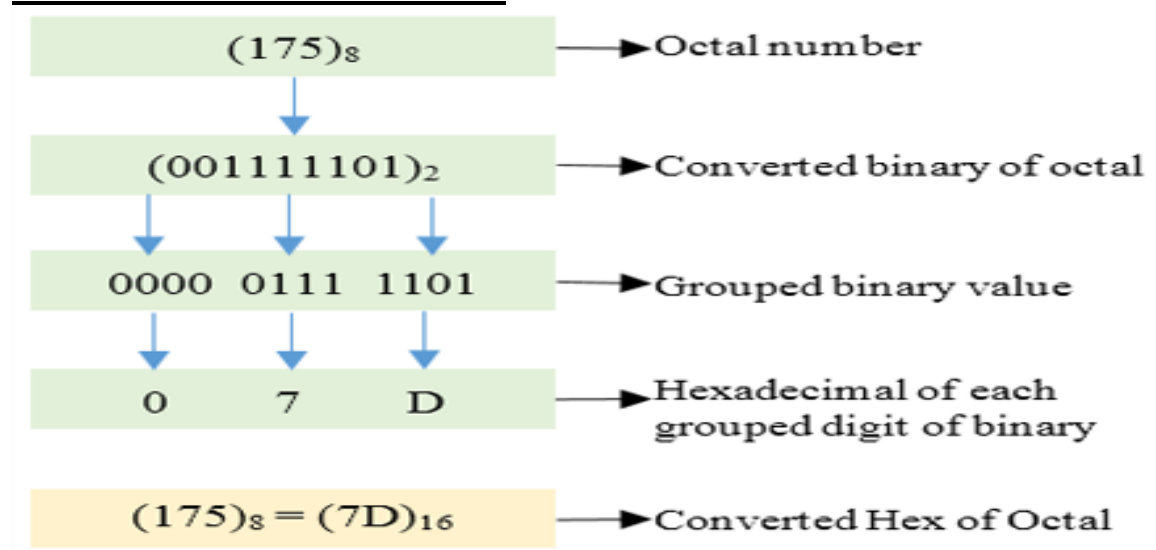 (175)₈ Octal number
(001111101)₂ Converted binary of octal
0000 0111 1101 Grouped binary value
0 7 D Hexadecimal of each
grouped digit of binary
(175)₈ = (7D)₁₆ Converted Hex of Octal